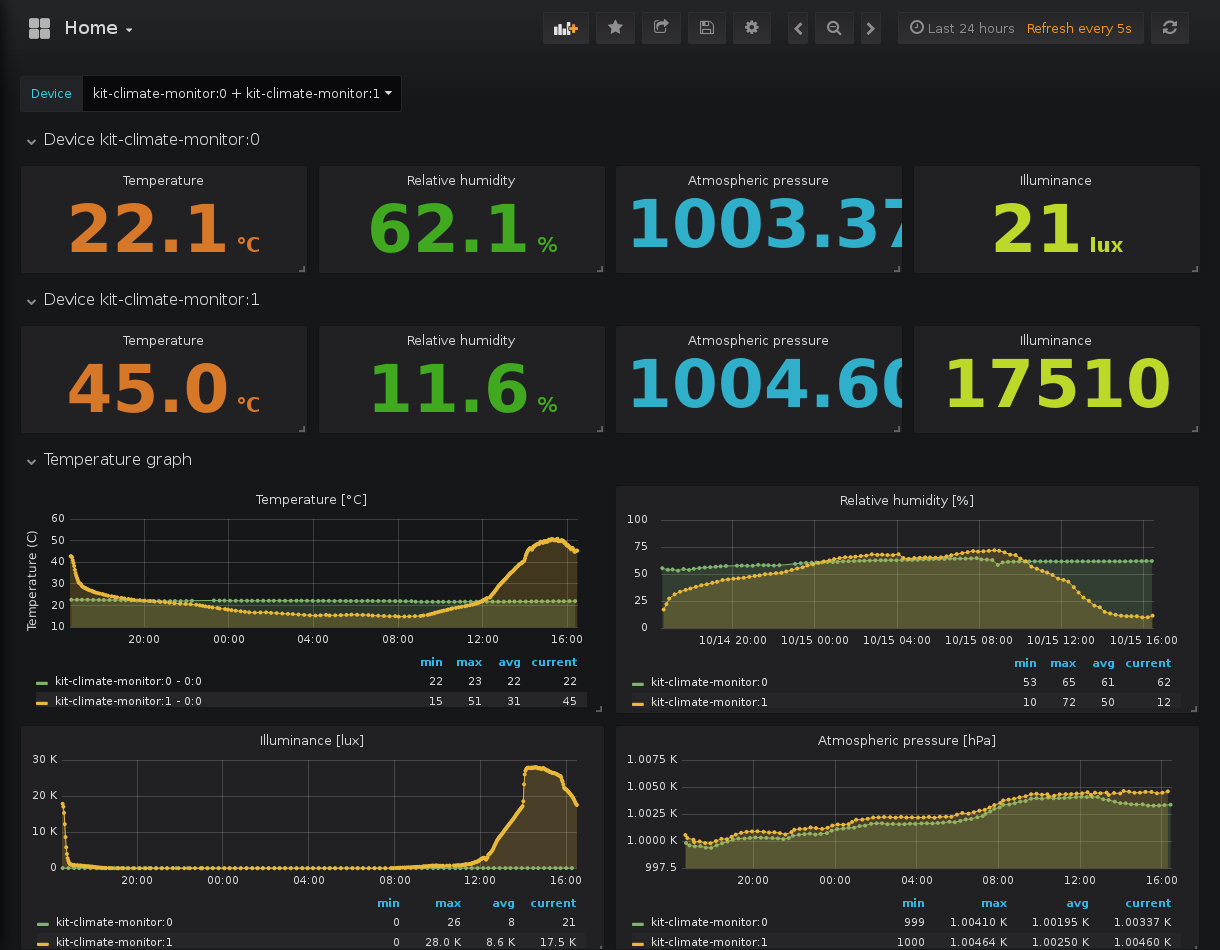 Home
Last 24 hours Refresh every 5s
Device kit-climate-monitor:0 + kit-climate-monitor:1
Device kit-climate-monitor:0
Temperature Relative humidity Atmospheric pressure Illuminance
22.1 °C 62.1 % 1003.37 21 lux
Device kit-climate-monitor:1
Temperature Relative humidity Atmospheric pressure Illuminance
45.0 °C 11.6 % 1004.60 17510
Temperature graph
Temperature [°C]
Temperature (C)
60
50
40
30
20
10
20:00 00:00 04:00 08:00 12:00 16:00
min max avg current
kit-climate-monitor:0 - 0:0 22 23 22 22
kit-climate-monitor:1 - 0:0 15 51 31 45
Relative humidity [%]
100
75
50
25
0
10/14 20:00 10/15 00:00 10/15 04:00 10/15 08:00 10/15 12:00 10/15 16:00
min max avg current
kit-climate-monitor:0 53 65 61 62
kit-climate-monitor:1 10 72 50 12
Illuminance [lux]
30 K
20 K
10 K
0
20:00 00:00 04:00 08:00 12:00 16:00
min max avg current
kit-climate-monitor:0 0 26 8 21
kit-climate-monitor:1 0 28.0 K 8.6 K 17.5 K
Atmospheric pressure [hPa]
1.0075 K
1.0050 K
1.0025 K
1.0000 K
997.5
20:00 00:00 04:00 08:00 12:00 16:00
min max avg current
kit-climate-monitor:0 999 1.00410 K 1.00195 K 1.00337 K
kit-climate-monitor:1 1000 1.00464 K 1.00250 K 1.00460 K